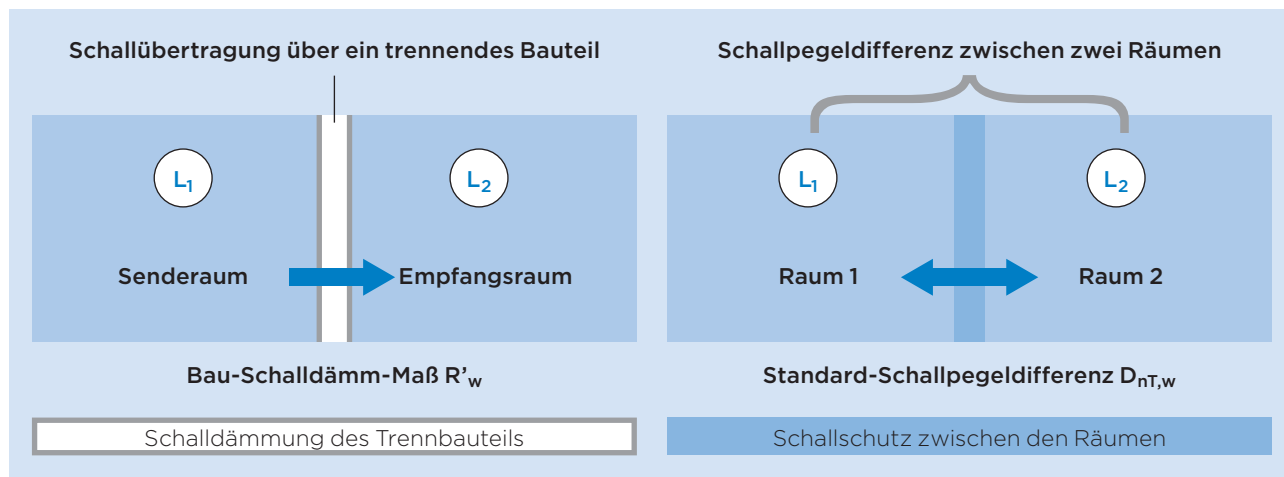 Schallübertragung über ein trennendes Bauteil
L₁
L₂
Senderaum
Empfangsraum
Bau-Schalldämm-Maß R’w
Schalldämmung des Trennbauteils
Schallpegeldifferenz zwischen zwei Räumen
L₁
L₂
Raum 1
Raum 2
Standard-Schallpegeldifferenz DnT,w
Schallschutz zwischen den Räumen